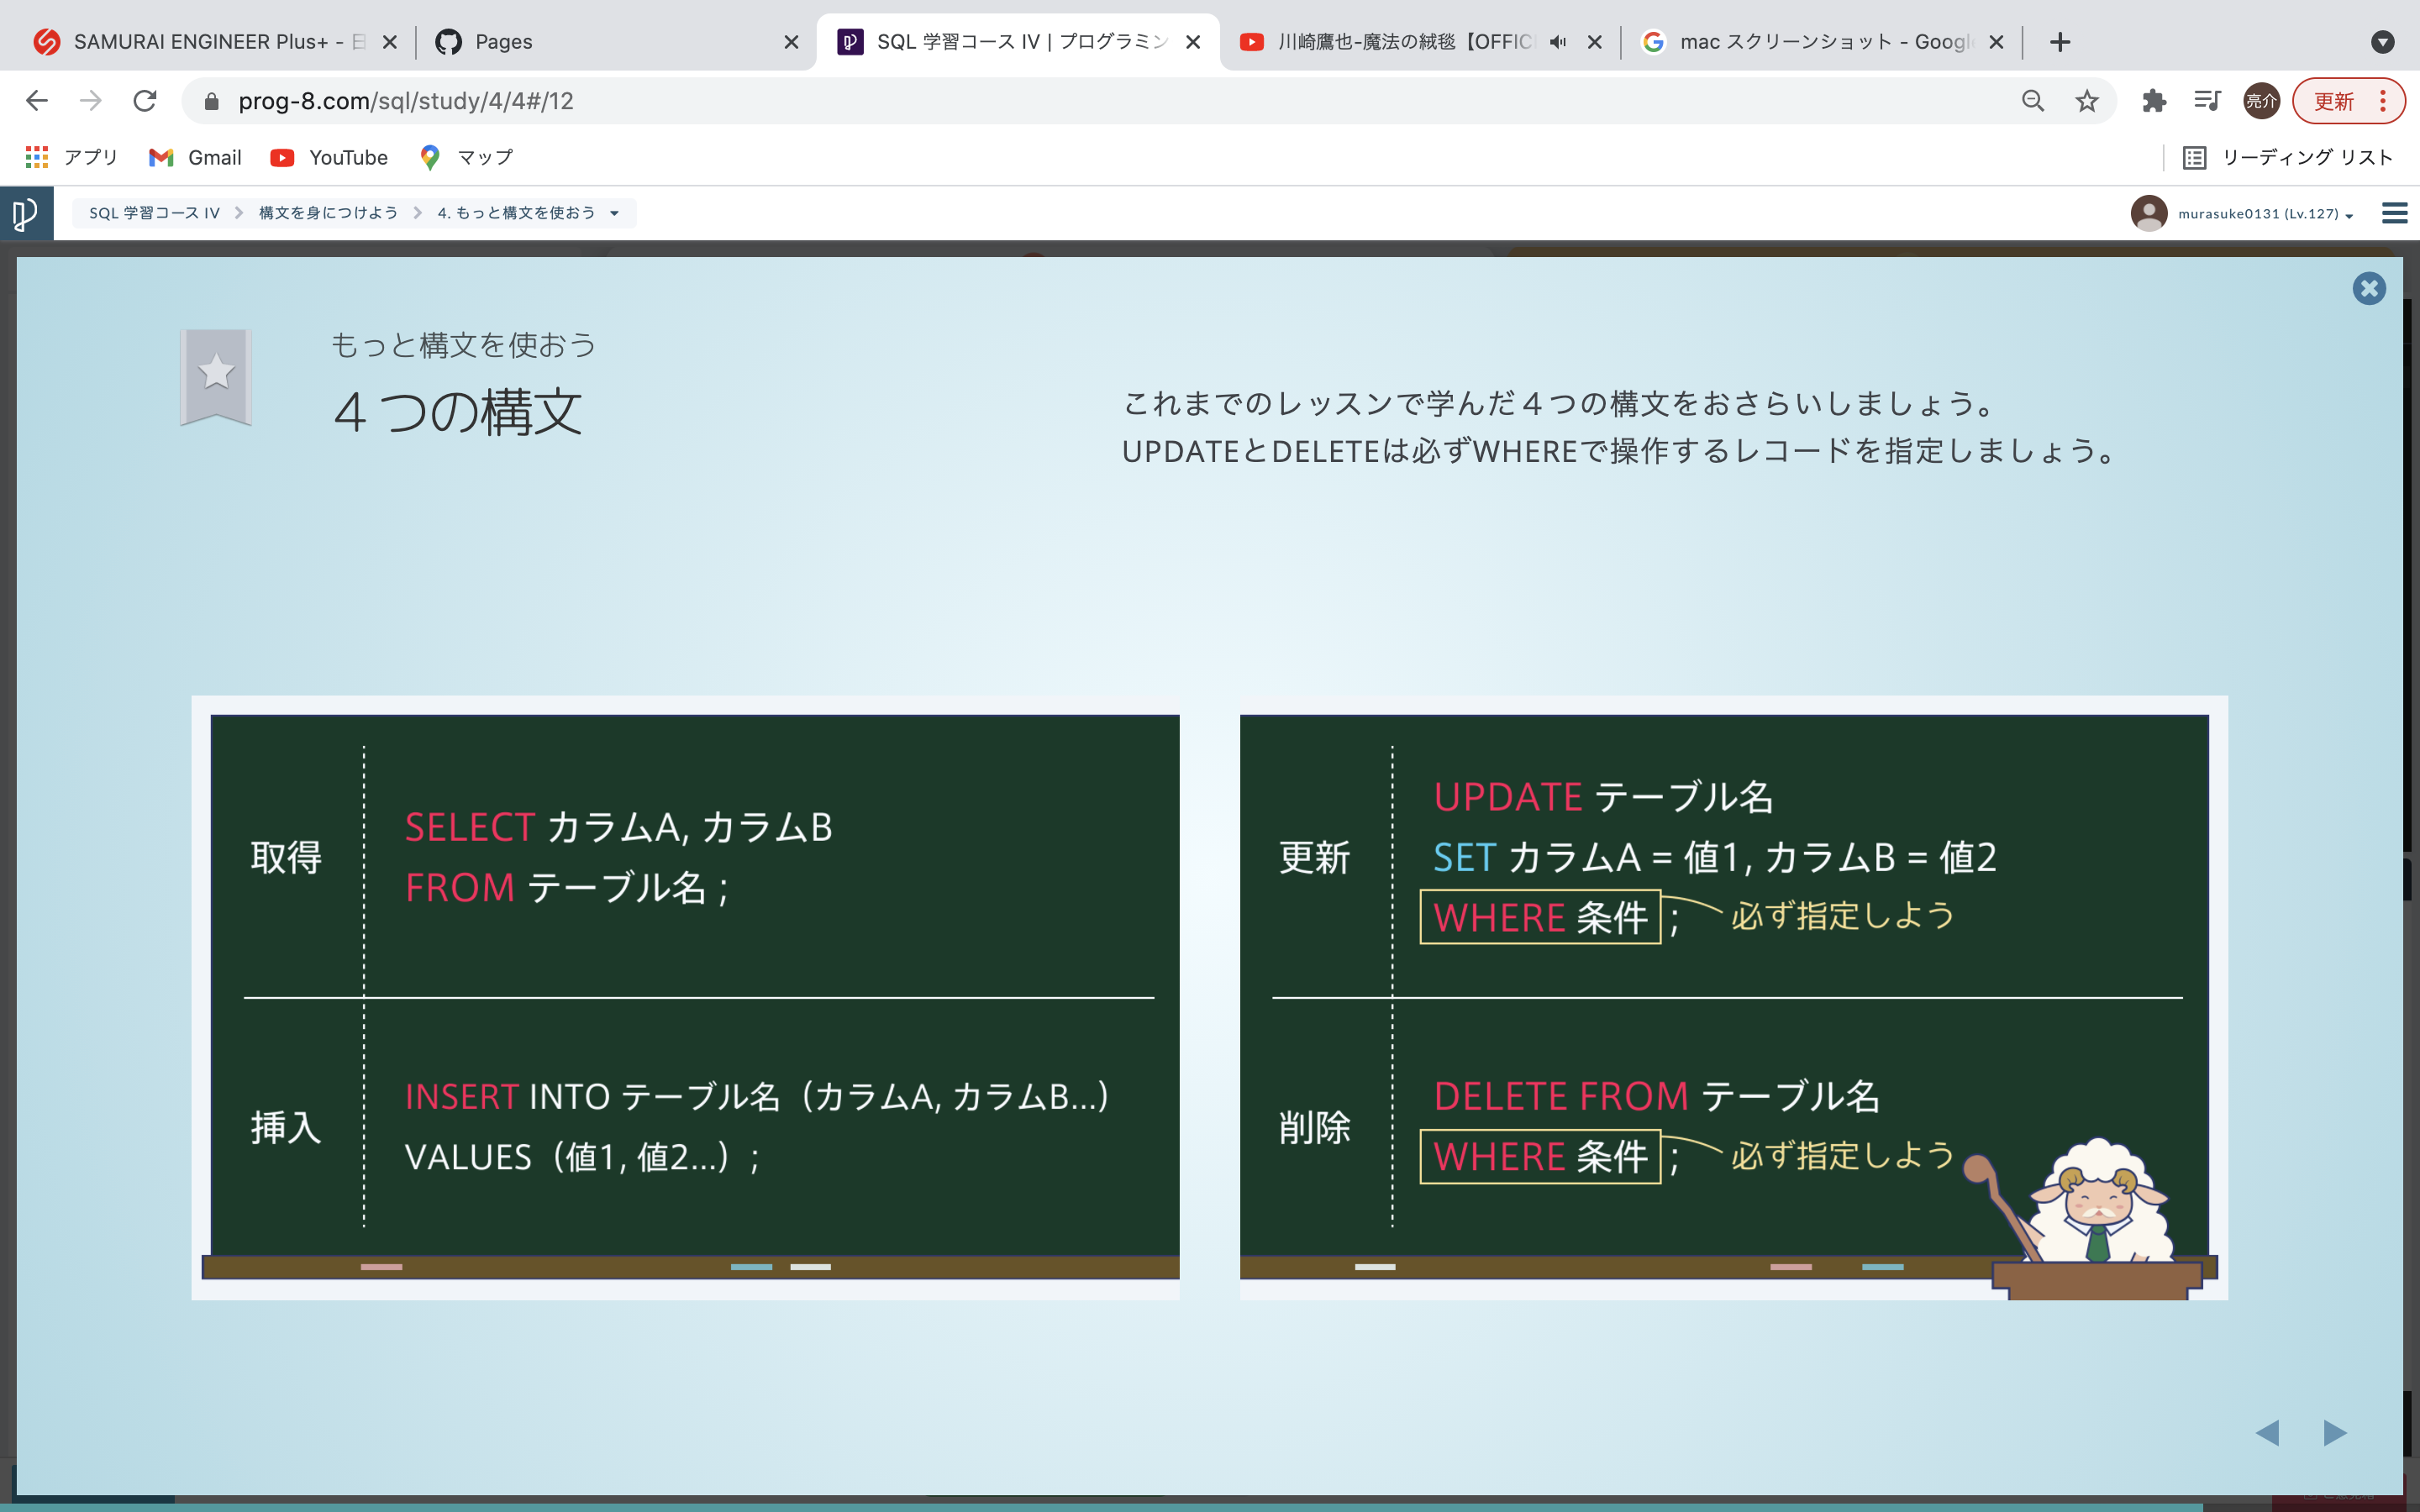 SAMURAI ENGINEER Plus+ -
Pages
SQL 学習コース IV | プログラミン
川崎鷹也-魔法の絨毯【OFFIC
mac スクリーンショット - Googl
prog-8.com/sql/study/4/4#/12
亮介
更新
アプリ
Gmail
YouTube
マップ
リーディング リスト
SQL 学習コース IV
構文を身につけよう
4. もっと構文を使おう
murasuke0131 (Lv.127)
もっと構文を使おう
４つの構文
これまでのレッスンで学んだ４つの構文をおさらいしましょう。
UPDATEとDELETEは必ずWHEREで操作するレコードを指定しましょう。
取得
SELECT カラムA, カラムB
FROM テーブル名 ;
挿入
INSERT INTO テーブル名（カラムA, カラムB...）
VALUES（値1, 値2...）;
更新
UPDATE テーブル名
SET カラムA = 値1, カラムB = 値2
WHERE 条件 ; 必ず指定しよう
削除
DELETE FROM テーブル名
WHERE 条件 ; 必ず指定しよう